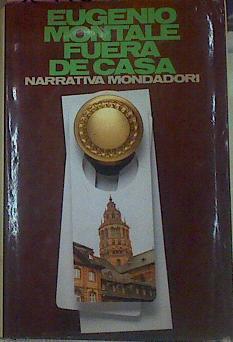 EUGENIO
MONTALE
FUERA
DE CASA
NARRATIVA MONDADORI